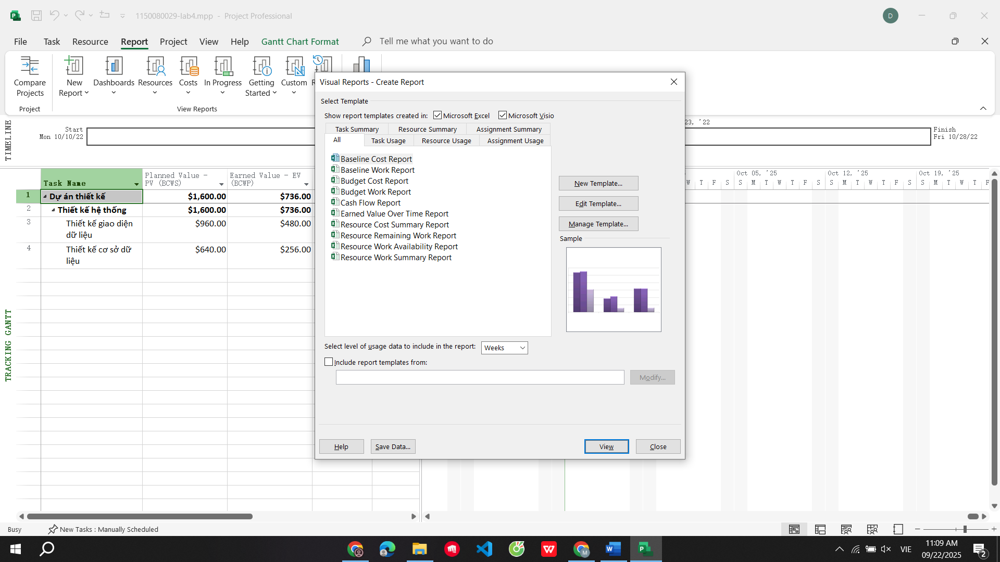 1150080029-lab4.mpp - Project Professional
D
File Task Resource Report Project View Help Gantt Chart Format Tell me what you want to do
Compare Projects
New Report
Dashboards
Resources
Costs
In Progress
Getting Started
Custom
Project
View Reports
TIMELINE
Start
Mon 10/10/22
23, '22
Finish
Fri 10/28/22
Visual Reports - Create Report
Select Template
Show report templates created in: Microsoft Excel Microsoft Visio
Task Summary Resource Summary Assignment Summary
All Task Usage Resource Usage Assignment Usage
Baseline Cost Report
Baseline Work Report
Budget Cost Report
Budget Work Report
Cash Flow Report
Earned Value Over Time Report
Resource Cost Summary Report
Resource Remaining Work Report
Resource Work Availability Report
Resource Work Summary Report
New Template...
Edit Template...
Manage Template...
Sample
Select level of usage data to include in the report: Weeks
Include report templates from:
Modify...
Help Save Data... View Close
TRACKING GANTT
Task Name Planned Value - PV (BCWS) Earned Value - EV (BCWP)
1 Dự án thiết kế $1,600.00 $736.00
2 Thiết kế hệ thống $1,600.00 $736.00
3 Thiết kế giao diện dữ liệu $960.00 $480.00
4 Thiết kế cơ sở dữ liệu $640.00 $256.00
Oct 05, '25 Oct 12, '25 Oct 19, '25
W T F S S M T W T F S S M T W T F S S M T W T F
Busy New Tasks : Manually Scheduled
VIE
11:09 AM
09/22/2025
2